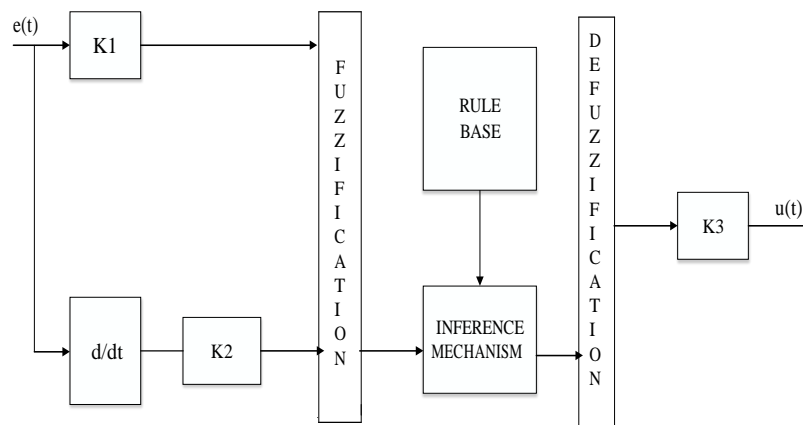 e(t)
K1
d/dt
K2
FUZZIFICATION
RULE
BASE
INFERENCE
MECHANISM
DEFUZZIFICATION
K3
u(t)